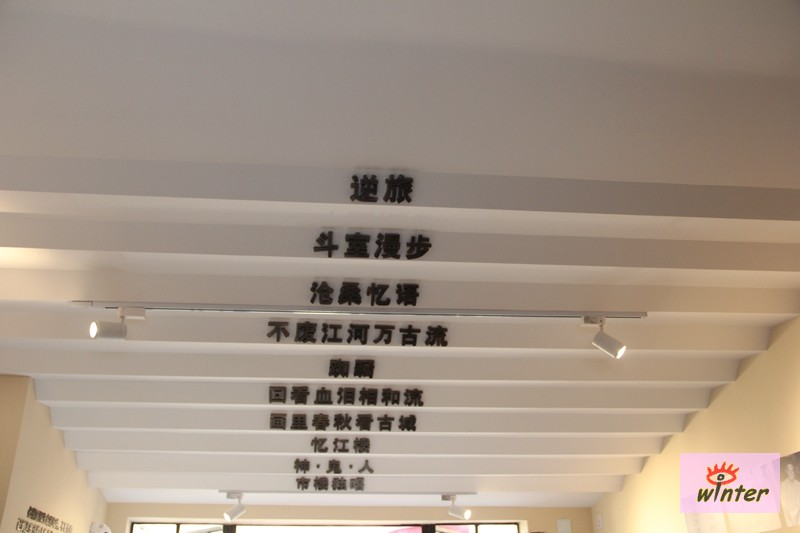 逆旅
斗室漫步
沧桑忆语
不废江河万古流
踟蹰
回看血泪相和流
画里春秋看古城
忆江楼
神·鬼·人
市楼独唱
winter